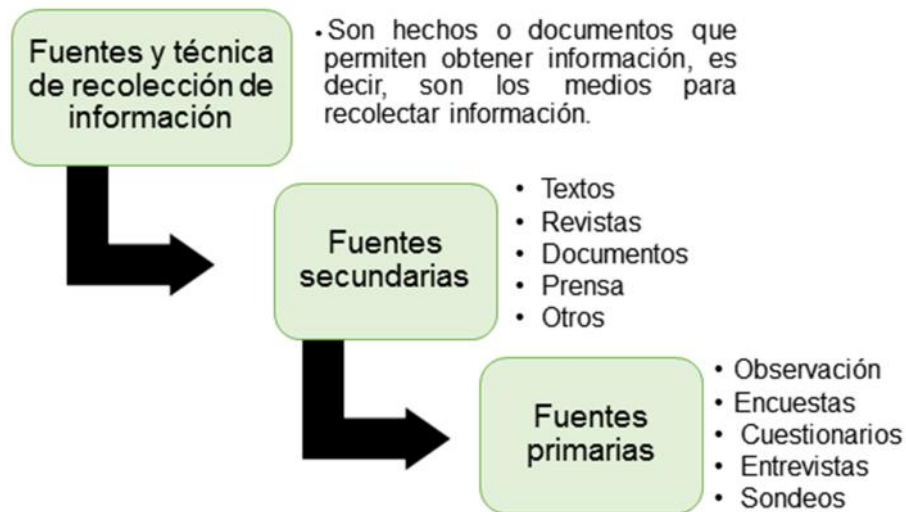 Fuentes y técnica
de recolección de
información
• Son hechos o documentos que
permiten obtener información, es
decir, son los medios para
recolectar información.
Fuentes
secundarias
• Textos
• Revistas
• Documentos
• Prensa
• Otros
Fuentes
primarias
• Observación
• Encuestas
• Cuestionarios
• Entrevistas
• Sondeos